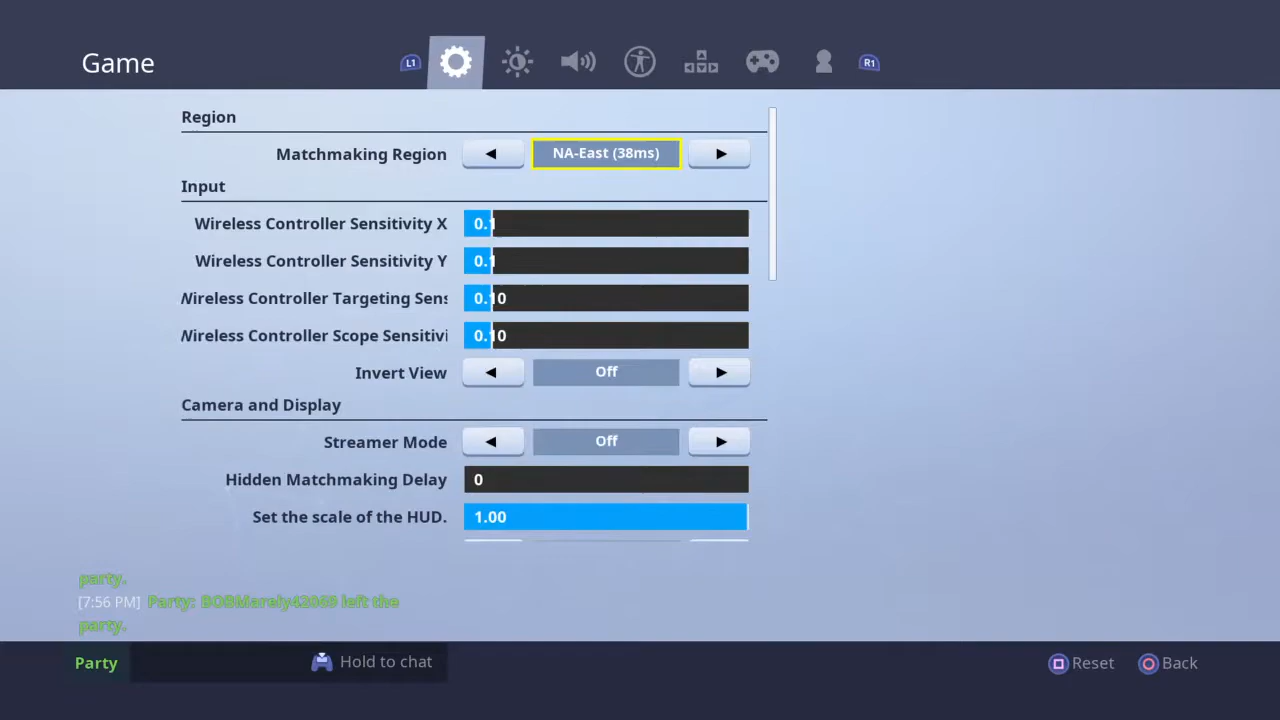 Game
L1
R1
Region
Matchmaking Region
NA-East (38ms)
Input
Wireless Controller Sensitivity X
0.1
Wireless Controller Sensitivity Y
0.1
Wireless Controller Targeting Sens
0.10
Wireless Controller Scope Sensitivi
0.10
Invert View
Off
Camera and Display
Streamer Mode
Off
Hidden Matchmaking Delay
0
Set the scale of the HUD.
1.00
party.
[7:56 PM] Party: BOBMarely42069 left the
party.
Party
Hold to chat
Reset
Back